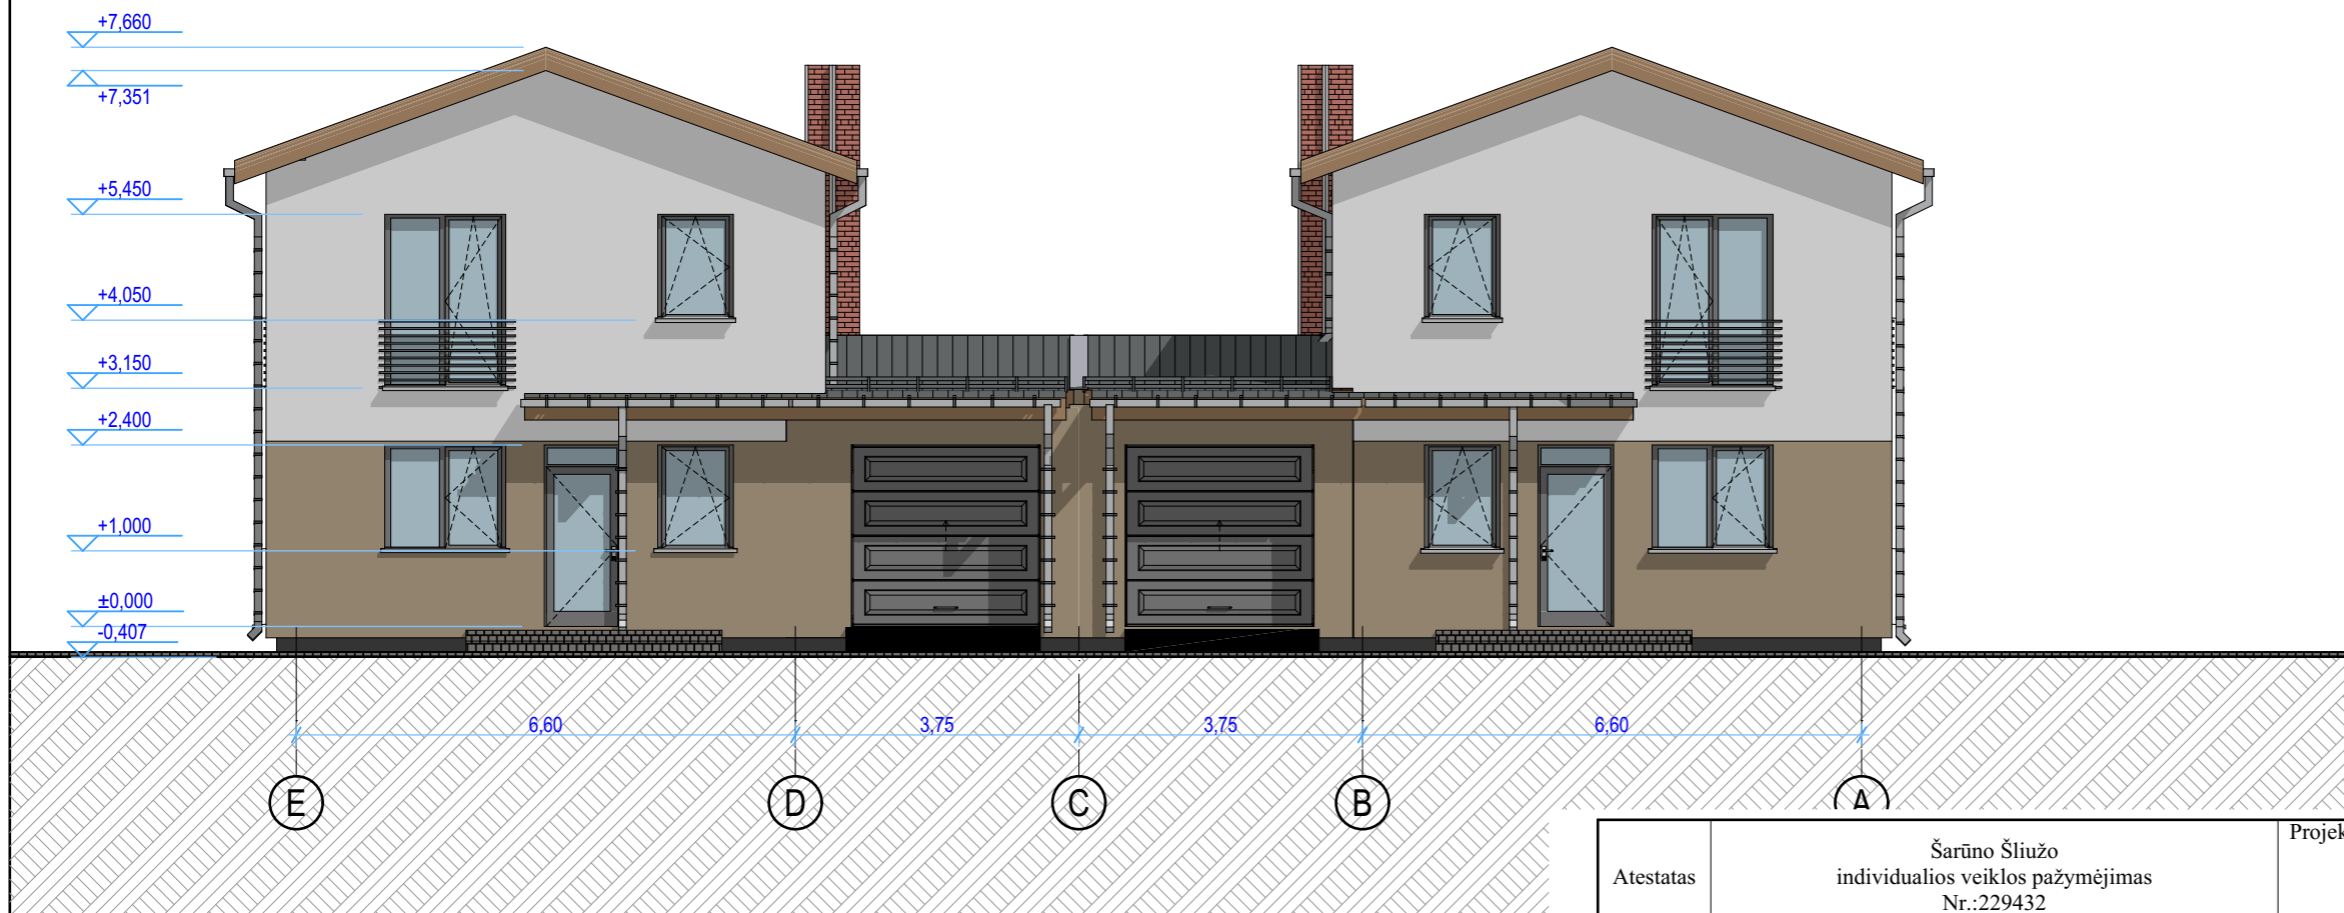 +7,660
+7,351
+5,450
+4,050
+3,150
+2,400
+1,000
±0,000
-0,407
6,60 3,75 3,75 6,60
E D C B A
Projek
Šarūno Šliužo
Atestatas
individualios veiklos pažymėjimas
Nr.:229432